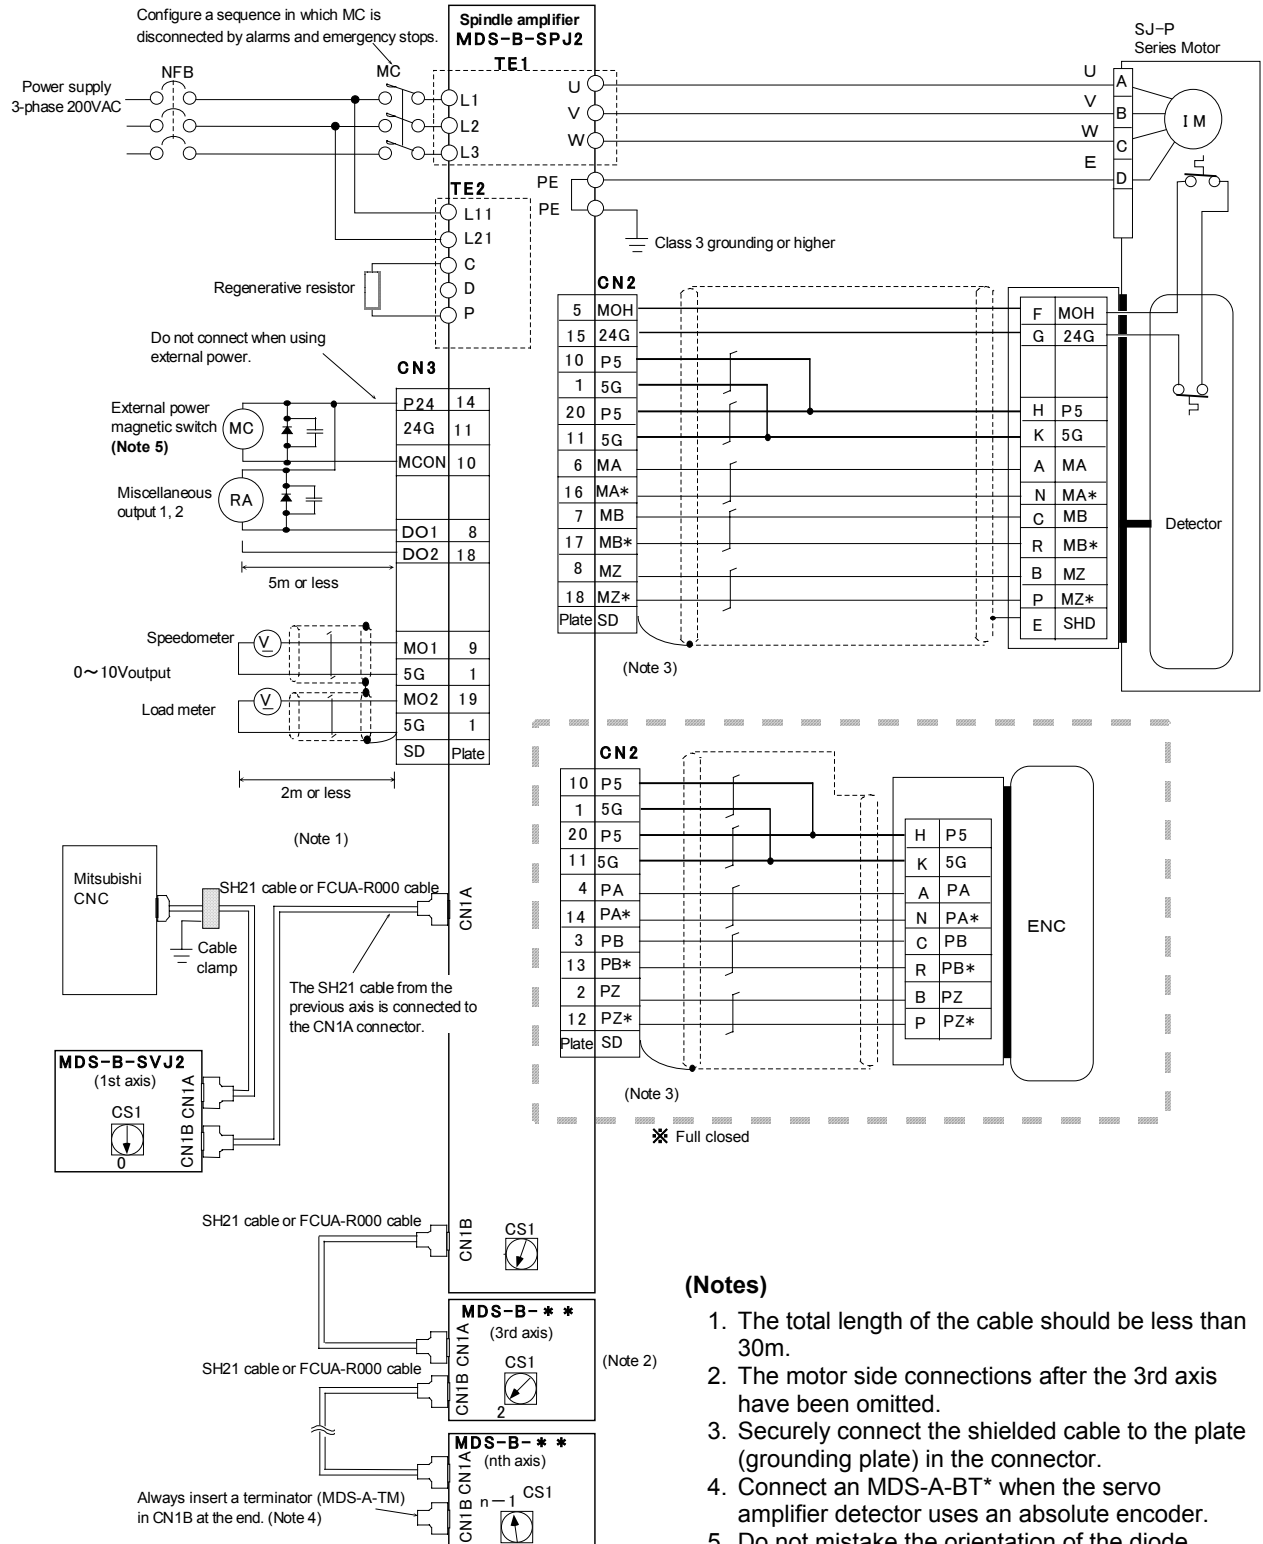 Configure a sequence in which MC is
disconnected by alarms and emergency stops.
Spindle amplifier
MDS-B-SPJ2
TE1
SJ-P
Series Motor
Power supply
3-phase 200VAC
NFB
MC
L1
L2
L3
U
V
W
U
V
W
E
A
B
C
D
IM
PE
PE
Class 3 grounding or higher
TE2
L11
L21
C
D
P
Regenerative resistor
Do not connect when using
external power.
CN3
P24 14
24G 11
MCON 10
DO1 8
DO2 18
MO1 9
5G 1
MO2 19
5G 1
SD Plate
External power
magnetic switch
(Note 5)
MC
Miscellaneous
output 1, 2
RA
5m or less
Speedometer
V
0～10Voutput
Load meter
V
2m or less
(Note 1)
CN2
5 MOH
15 24G
10 P5
1 5G
20 P5
11 5G
6 MA
16 MA*
7 MB
17 MB*
8 MZ
18 MZ*
Plate SD
(Note 3)
F MOH
G 24G
H P5
K 5G
A MA
N MA*
C MB
R MB*
B MZ
P MZ*
E SHD
Detector
CN2
10 P5
1 5G
20 P5
11 5G
4 PA
14 PA*
3 PB
13 PB*
2 PZ
12 PZ*
Plate SD
(Note 3)
H P5
K 5G
A PA
N PA*
C PB
R PB*
B PZ
P PZ*
ENC
※ Full closed
Mitsubishi
CNC
SH21 cable or FCUA-R000 cable
CN1A
Cable
clamp
The SH21 cable from the
previous axis is connected to
the CN1A connector.
MDS-B-SVJ2
(1st axis)
CS1
0
CN1A
CN1B
SH21 cable or FCUA-R000 cable
CN1B
CS1
MDS-B-**
(3rd axis)
CS1
2
CN1A
CN1B
(Note 2)
SH21 cable or FCUA-R000 cable
MDS-B-**
(nth axis)
n-1 CS1
CN1A
CN1B
Always insert a terminator (MDS-A-TM)
in CN1B at the end. (Note 4)
(Notes)
1. The total length of the cable should be less than
30m.
2. The motor side connections after the 3rd axis
have been omitted.
3. Securely connect the shielded cable to the plate
(grounding plate) in the connector.
4. Connect an MDS-A-BT* when the servo
amplifier detector uses an absolute encoder.
5. Do not mistake the orientation of the diode.